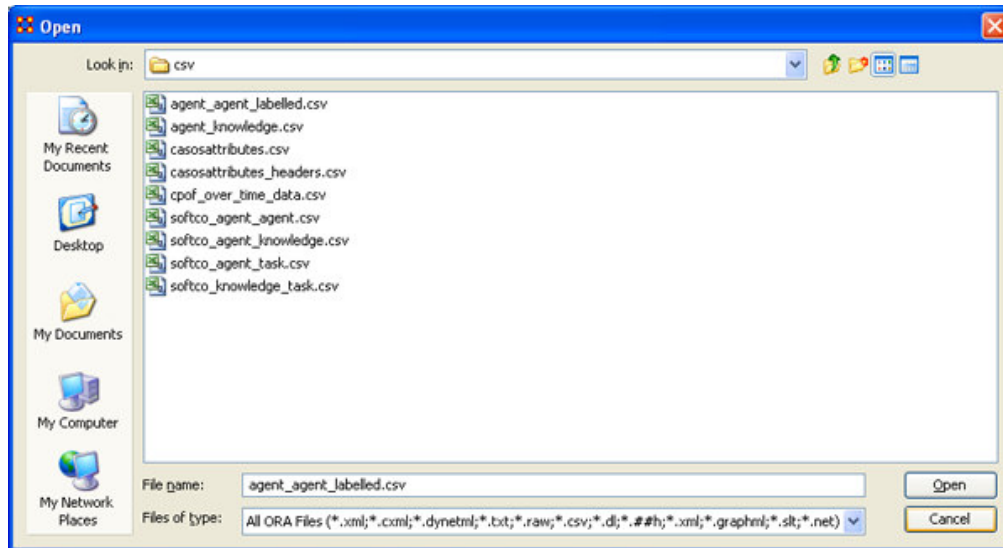 Open
Look in:
csv
My Recent
Documents
Desktop
My Documents
My Computer
My Network
Places
agent_agent_labelled.csv
agent_knowledge.csv
casosattributes.csv
casosattributes_headers.csv
cpof_over_time_data.csv
softco_agent_agent.csv
softco_agent_knowledge.csv
softco_agent_task.csv
softco_knowledge_task.csv
File name:
agent_agent_labelled.csv
Open
Files of type:
All ORA Files (*.xml;*.cxml;*.dynetml;*.txt;*.raw;*.csv;*.dl;*.##h;*.xml;*.graphml;*.slt;*.net)
Cancel